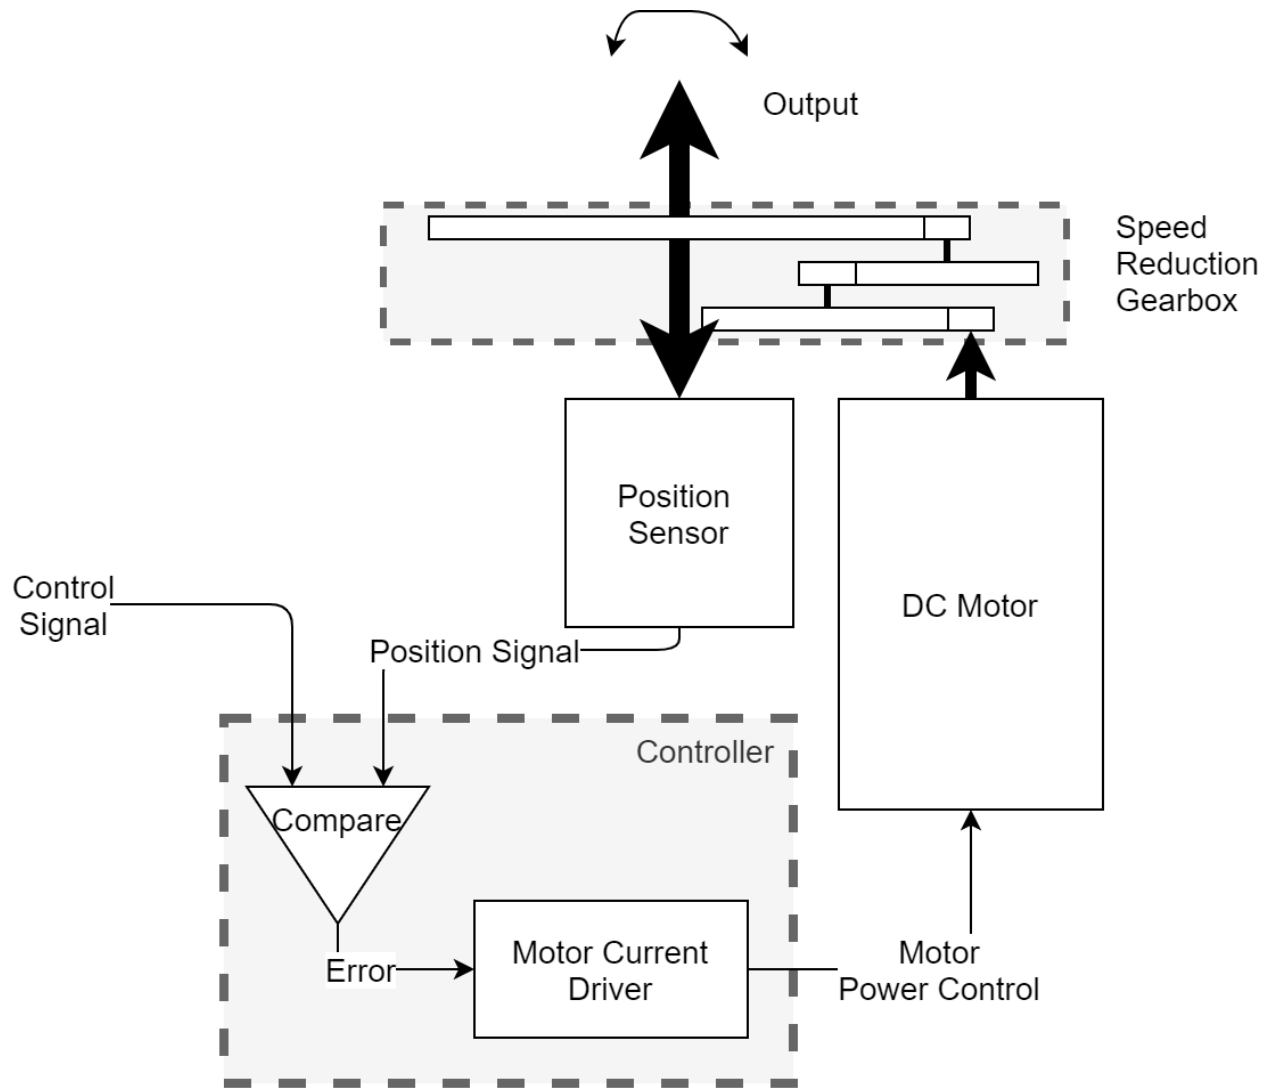 Output
Speed
Reduction
Gearbox
Position
Sensor
DC Motor
Control
Signal
Position Signal
Controller
Compare
Error
Motor Current
Driver
Motor
Power Control